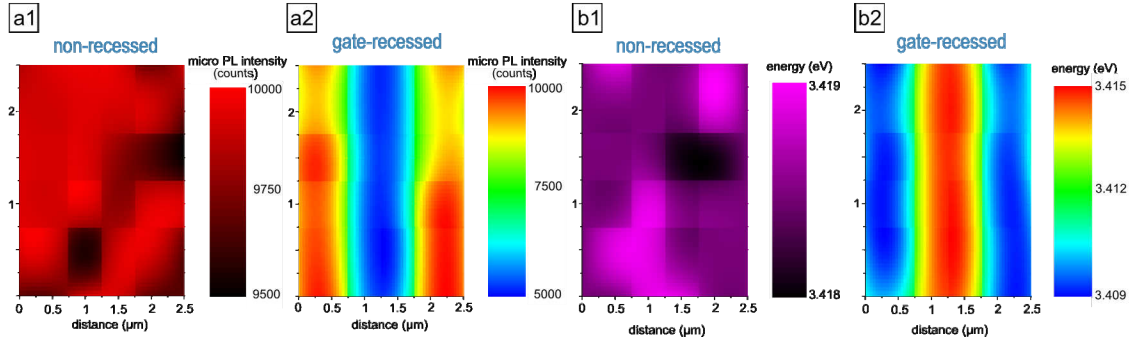 a1
non-recessed
micro PL intensity
(counts)
10000
9750
9500
2
1
0
0.5
1
1.5
2
2.5
distance (µm)
a2
gate-recessed
micro PL intensity
(counts)
10000
7500
5000
2
1
0
0.5
1
1.5
2
2.5
distance (µm)
b1
non-recessed
energy (eV)
3.419
3.418
2
1
0
0.5
1
1.5
2
2.5
distance (µm)
b2
gate-recessed
energy (eV)
3.415
3.412
3.409
2
1
0
0.5
1
1.5
2
2.5
distance (µm)